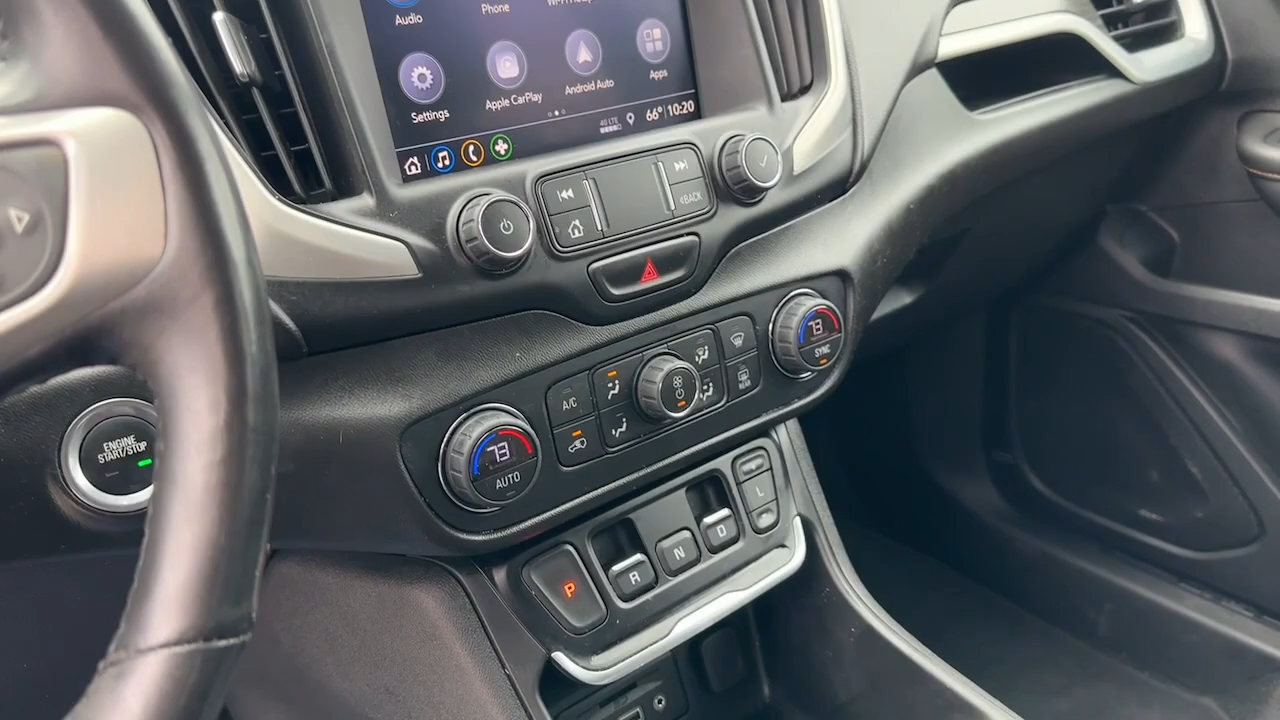 Audio
Phone
Settings
Apple CarPlay
Android Auto
Apps
4G LTE
66° 10:20
BACK
A/C
73
AUTO
REAR
73
SYNC
ENGINE
START/STOP
P
R
N
D
L